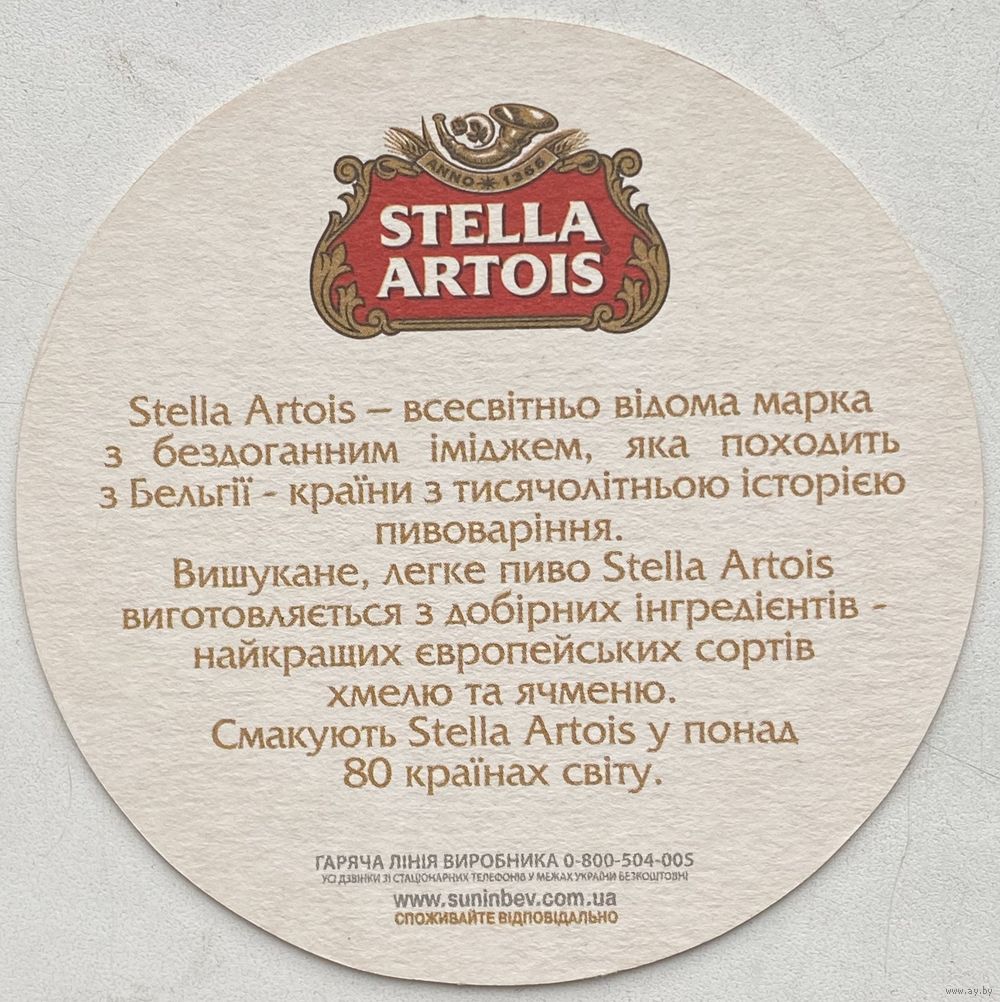 ANNO * 1366
STELLA
ARTOIS
Stella Artois – всесвітньо відома марка
з бездоганним іміджем, яка походить
з Бельгії - країни з тисячолітньою історією
пивоваріння.
Вишукане, легке пиво Stella Artois
виготовляється з добірних інгредієнтів -
найкращих європейських сортів
хмелю та ячменю.
Смакують Stella Artois у понад
80 країнах світу.
ГАРЯЧА ЛІНІЯ ВИРОБНИКА 0-800-504-005
УСІ ДЗВІНКИ ЗІ СТАЦІОНАРНИХ ТЕЛЕФОНІВ У МЕЖАХ УКРАЇНИ БЕЗКОШТОВНІ
www.suninbev.com.ua
СПОЖИВАЙТЕ ВІДПОВІДАЛЬНО
www.ay.by